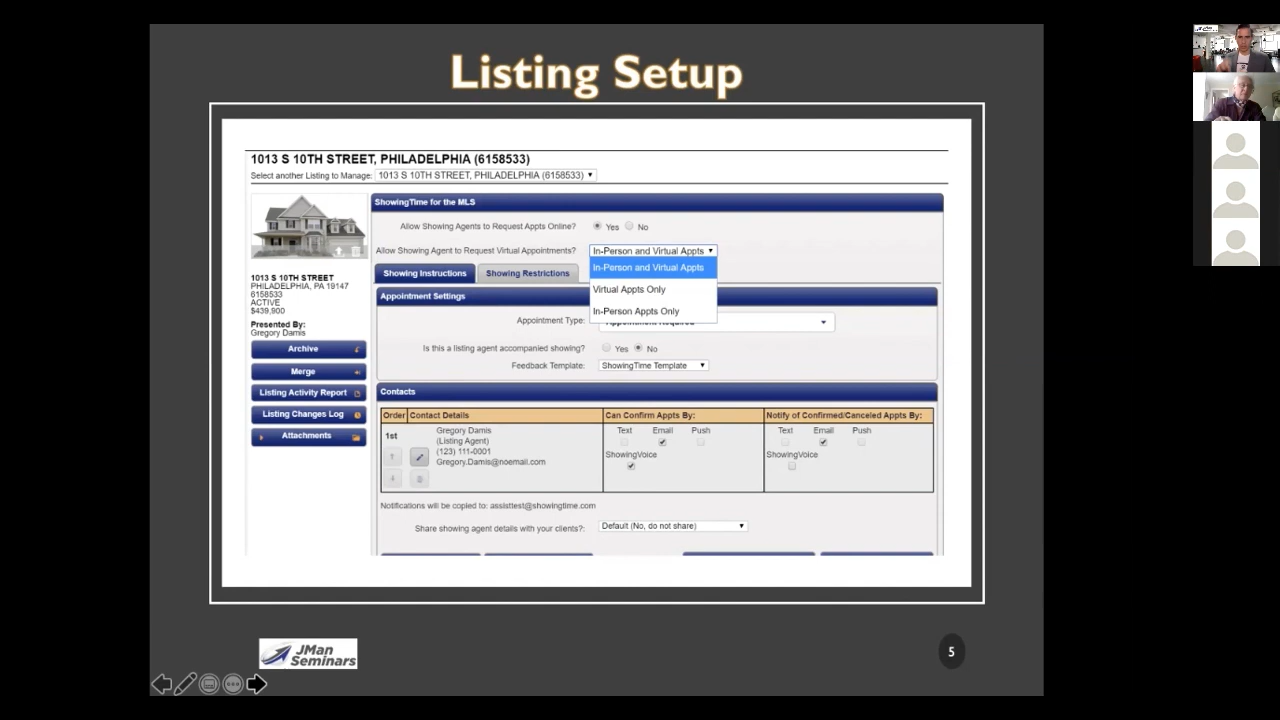 Listing Setup
1013 S 10TH STREET, PHILADELPHIA (6158533)
Select another Listing to Manage: 1013 S 10TH STREET, PHILADELPHIA (6158533)
ShowingTime for the MLS
Allow Showing Agents to Request Appts Online? Yes No
Allow Showing Agent to Request Virtual Appointments? In-Person and Virtual Appts
In-Person and Virtual Appts
Virtual Appts Only
In-Person Appts Only
Showing Instructions Showing Restrictions
1013 S 10TH STREET
PHILADELPHIA, PA 19147
6158533
ACTIVE
$439,900
Presented By:
Gregory Damis
Archive
Merge
Listing Activity Report
Listing Changes Log
Attachments
Appointment Settings
Appointment Type:
Is this a listing agent accompanied showing? Yes No
Feedback Template: ShowingTime Template
Contacts
Order Contact Details Can Confirm Appts By: Notify of Confirmed/Canceled Appts By:
1st
Gregory Damis
(Listing Agent)
(123) 111-0001
Gregory.Damis@noemail.com
Text Email Push
ShowingVoice
Text Email Push
ShowingVoice
Notifications will be copied to: assisttest@showingtime.com
Share showing agent details with your clients?: Default (No, do not share)
JMan
Seminars
5